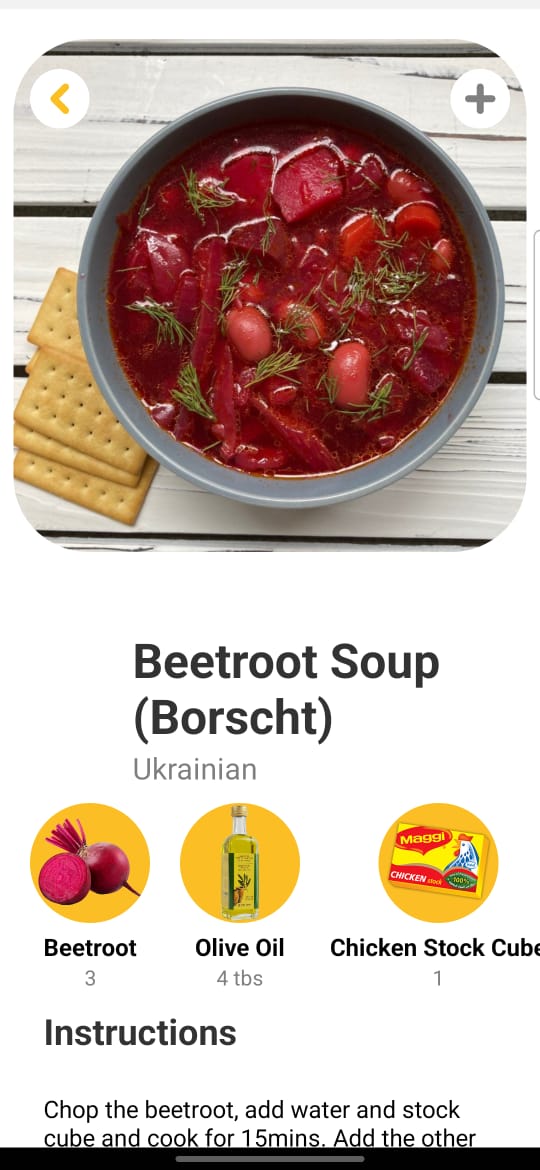 Beetroot Soup
(Borscht)
Ukrainian
Maggi
CHICKEN stock
100%
Beetroot
Olive Oil
Chicken Stock Cube
3
4 tbs
1
Instructions
Chop the beetroot, add water and stock
cube and cook for 15mins. Add the other